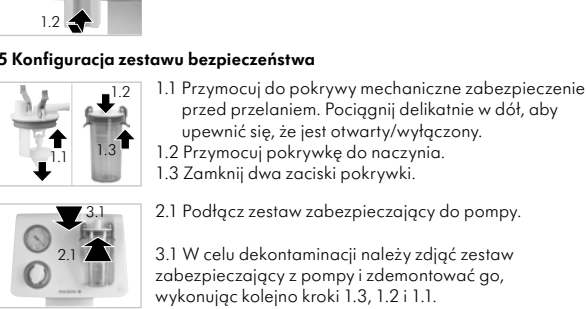 1.2
5 Konfiguracja zestawu bezpieczeństwa
1.2
1.1
1.3
1.1 Przymocuj do pokrywy mechaniczne zabezpieczenie
przed przelaniem. Pociągnij delikatnie w dół, aby
upewnić się, że jest otwarty/wyłączony.
1.2 Przymocuj pokrywkę do naczynia.
1.3 Zamknij dwa zaciski pokrywki.
3.1
2.1
2.1 Podłącz zestaw zabezpieczający do pompy.
3.1 W celu dekontaminacji należy zdjąć zestaw
zabezpieczający z pompy i zdemontować go,
wykonując kolejno kroki 1.3, 1.2 i 1.1.